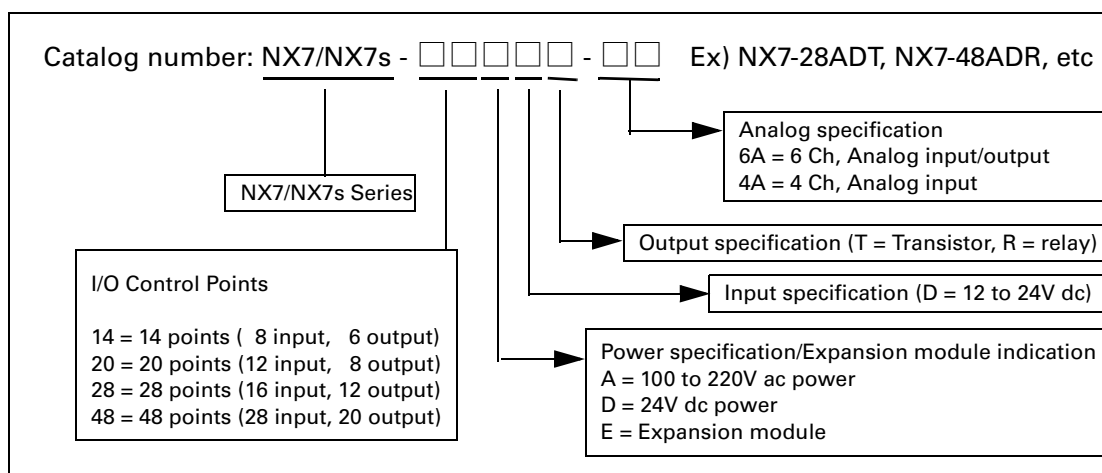 Catalog number: NX7/NX7s - □□□□□ - □□ Ex) NX7-28ADT, NX7-48ADR, etc
Analog specification
6A = 6 Ch, Analog input/output
4A = 4 Ch, Analog input
NX7/NX7s Series
Output specification (T = Transistor, R = relay)
Input specification (D = 12 to 24V dc)
I/O Control Points
14 = 14 points ( 8 input, 6 output)
20 = 20 points (12 input, 8 output)
28 = 28 points (16 input, 12 output)
48 = 48 points (28 input, 20 output)
Power specification/Expansion module indication
A = 100 to 220V ac power
D = 24V dc power
E = Expansion module